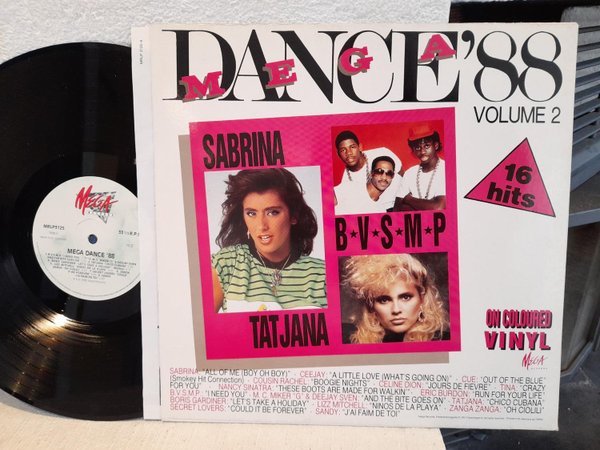 DANCE '88
MEGA
VOLUME 2
16
hits
SABRINA
B★V★S★M★P
TATJANA
ON COLOURED
VINYL
MEGA
RECORDS
SABRINA: "ALL OF ME (BOY OH BOY)" · CEEJAY: "A LITTLE LOVE (WHAT'S GOING ON)" · CUE: "OUT OF THE BLUE"
(Smokey Hit Connection) · COUSIN RACHEL: "BOOGIE NIGHTS" · CELINE DION: "JOURS DE FIEVRE" · TINA: "CRAZY
FOR YOU" · NANCY SINATRA: "THESE BOOTS ARE MADE FOR WALKIN" · ERIC BURDON: "RUN FOR YOUR LIFE"
B.V.S.M.P.: "I NEED YOU" · M.C. MIKER "G" & DEEJAY SVEN: "AND THE BITE GOES ON" · TATJANA: "CHICO CUBANA"
BORIS GARDINER: "LET'S TAKE A HOLIDAY" · LIZZ MITCHELL: "NINOS DE LA PLAYA" · ZANGA ZANGA: "OH CIOLILI"
SECRET LOVERS: "COULD IT BE FOREVER" · SANDY: "J'AI FAIM DE TOI"
MEGA
MBLP5125
MEGA DANCE '88